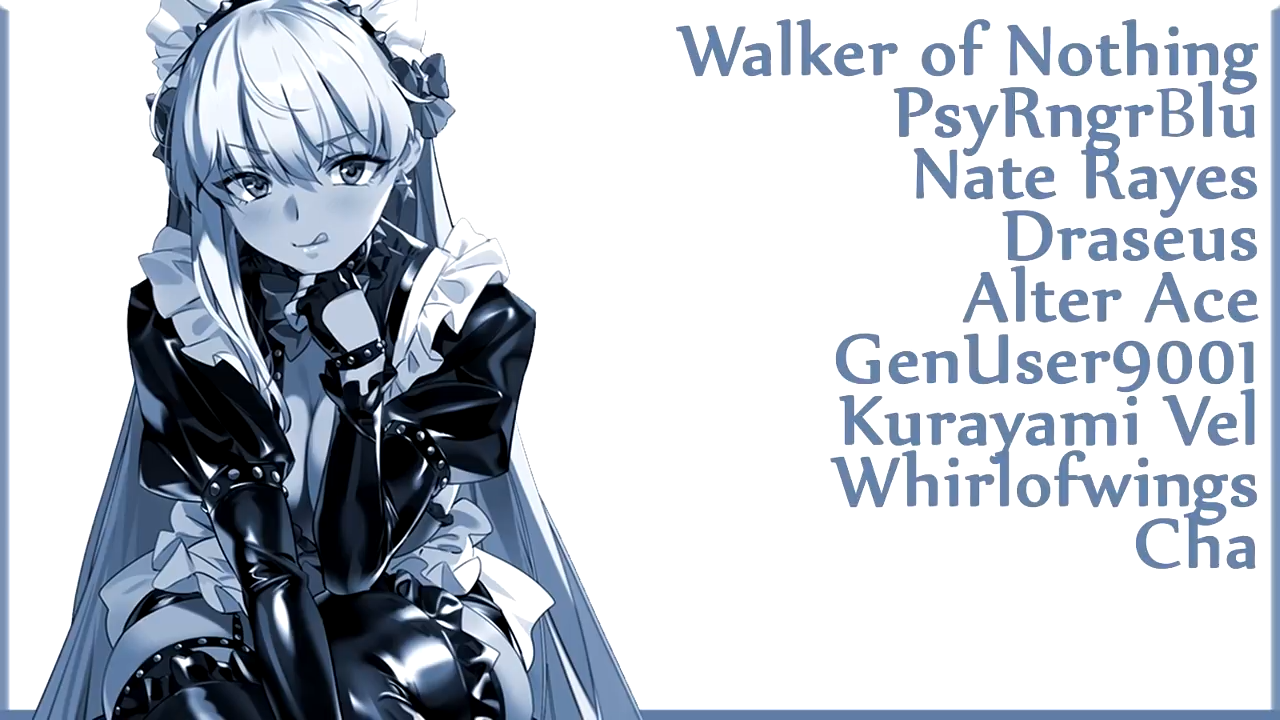 Walker of Nothing
PsyRngrBlu
Nate Rayes
Draseus
Alter Ace
GenUser9001
Kurayami Vel
Whirlofwings
Cha